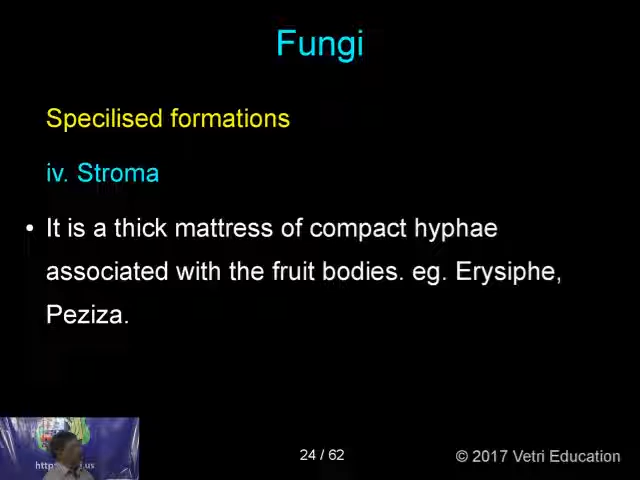 Fungi
Specilised formations
iv. Stroma
• It is a thick mattress of compact hyphae
associated with the fruit bodies. eg. Erysiphe,
Peziza.
24 / 62
© 2017 Vetri Education